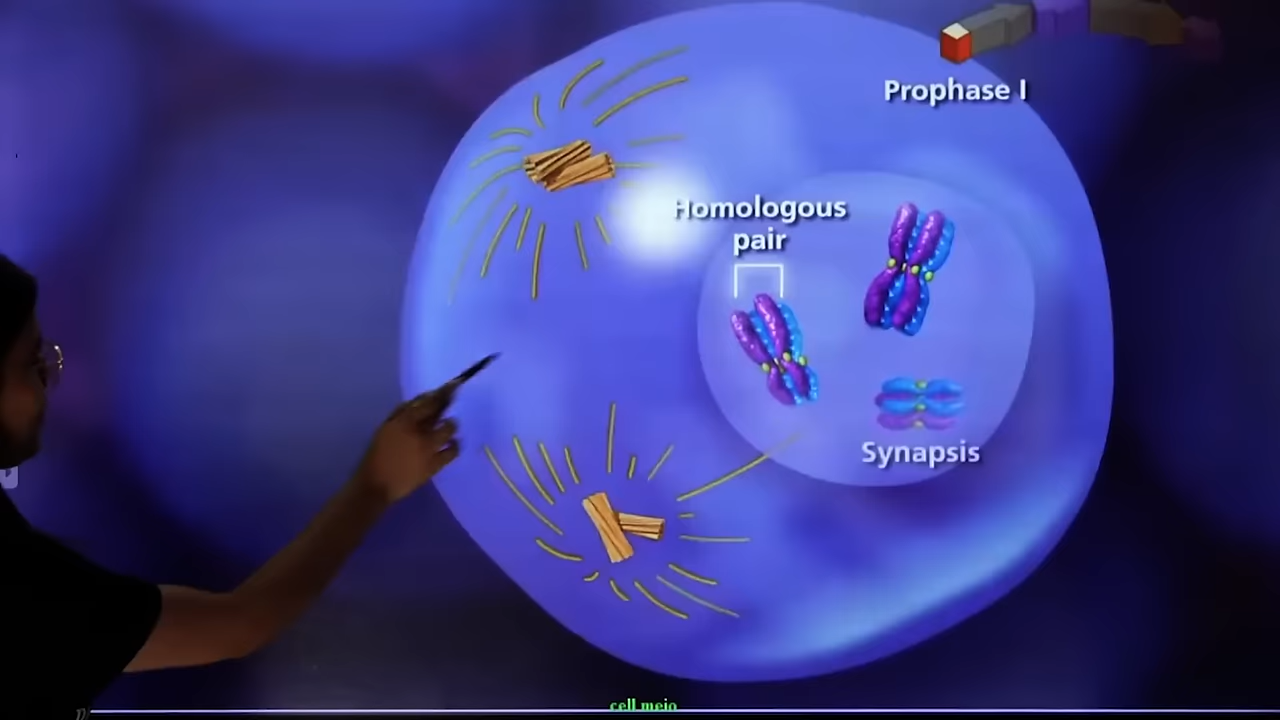 Prophase I
Homologous
pair
Synapsis
cell meio